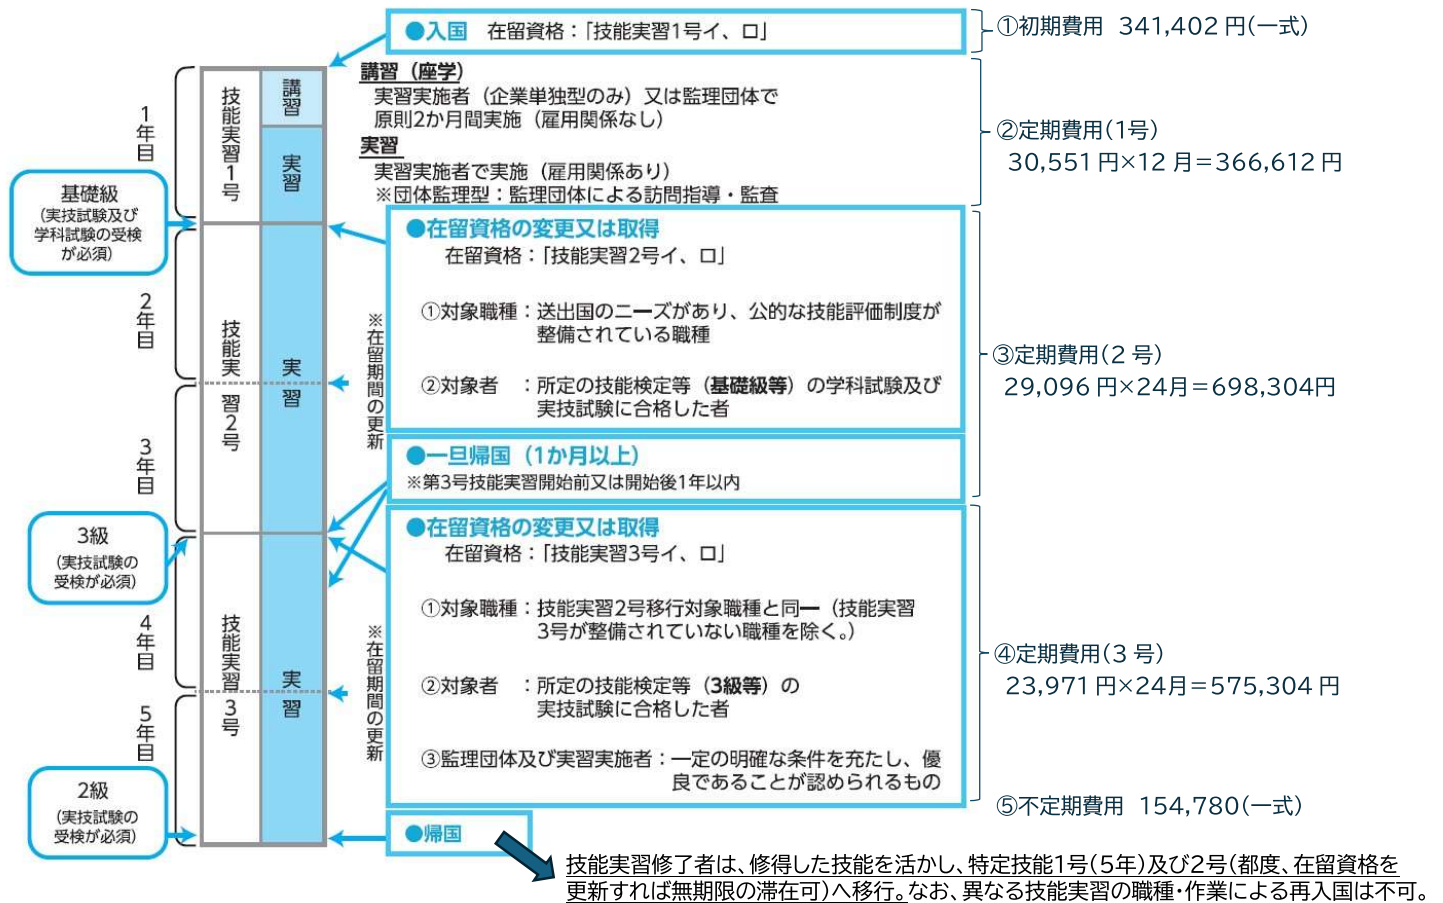 ●入国 在留資格：「技能実習1号イ、ロ」
①初期費用 341,402 円(一式)
講習（座学）
実習実施者（企業単独型のみ）又は監理団体で
原則2か月間実施（雇用関係なし）
実習
実習実施者で実施（雇用関係あり）
※団体監理型：監理団体による訪問指導・監査
②定期費用(1号)
30,551 円×12 月＝366,612 円
1年目
技能実習1号
講習
実習
基礎級
(実技試験及び
学科試験の受検
が必須)
●在留資格の変更又は取得
在留資格：「技能実習2号イ、ロ」
①対象職種：送出国のニーズがあり、公的な技能評価制度が
整備されている職種
②対象者 ：所定の技能検定等（基礎級等）の学科試験及び
実技試験に合格した者
③定期費用(2 号)
29,096 円×24月＝698,304円
2年目
3年目
技能実習2号
実習
※在留期間の更新
●一旦帰国（1か月以上）
※第3号技能実習開始前又は開始後1年以内
3級
(実技試験の
受検が必須)
●在留資格の変更又は取得
在留資格：「技能実習3号イ、ロ」
①対象職種：技能実習2号移行対象職種と同一（技能実習
3号が整備されていない職種を除く。）
②対象者 ：所定の技能検定等（3級等）の
実技試験に合格した者
③監理団体及び実習実施者：一定の明確な条件を充たし、優
良であることが認められるもの
④定期費用(3 号)
23,971 円×24月＝575,304 円
4年目
5年目
技能実習3号
実習
※在留期間の更新
⑤不定期費用 154,780(一式)
2級
(実技試験の
受検が必須)
●帰国
技能実習修了者は、修得した技能を活かし、特定技能1号(5年)及び2号(都度、在留資格を
更新すれば無期限の滞在可)へ移行。なお、異なる技能実習の職種・作業による再入国は不可。